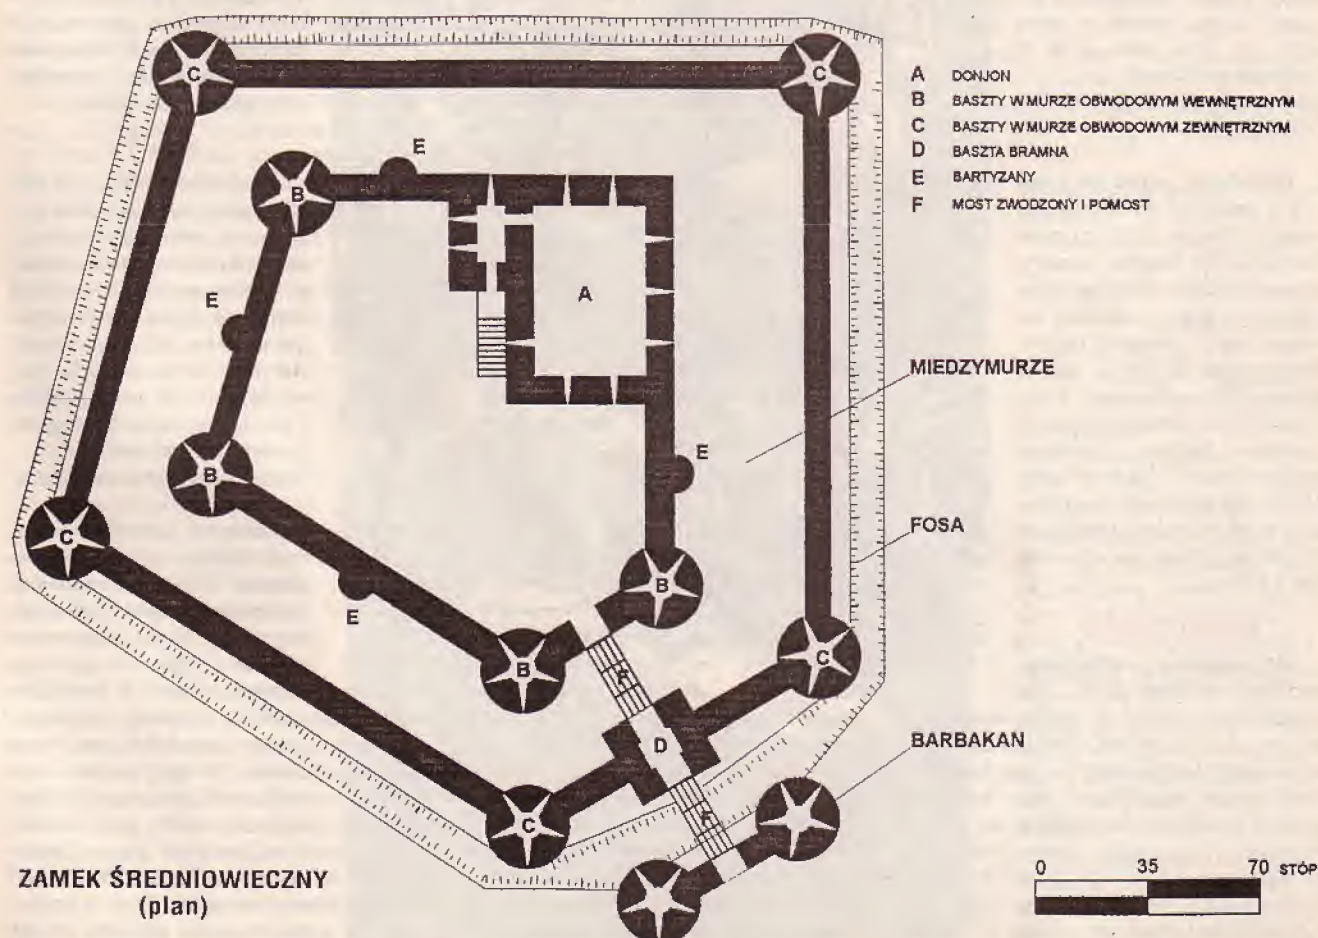 C
C
A DONJON
B BASZTY W MURZE OBWODOWYM WEWNĘTRZNYM
C BASZTY W MURZE OBWODOWYM ZEWNĘTRZNYM
D BASZTA BRAMNA
E BARTYZANY
F MOST ZWODZONY I POMOST
E
B
E
A
MIEDZYMURZE
E
B
FOSA
C
B
E
B
C
F
D
BARBAKAN
F
C
ZAMEK ŚREDNIOWIECZNY
(plan)
0 35 70 STÓP